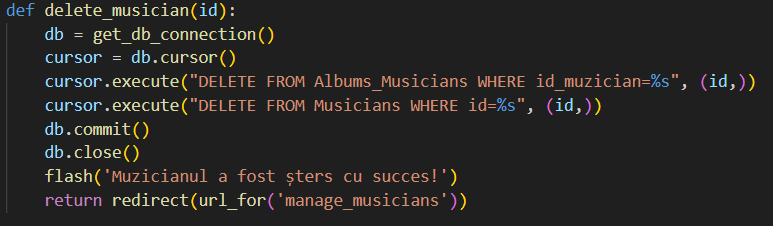 def delete_musician(id):
    db = get_db_connection()
    cursor = db.cursor()
    cursor.execute("DELETE FROM Albums_Musicians WHERE id_muzician=%s", (id,))
    cursor.execute("DELETE FROM Musicians WHERE id=%s", (id,))
    db.commit()
    db.close()
    flash('Muzicianul a fost șters cu succes!')
    return redirect(url_for('manage_musicians'))